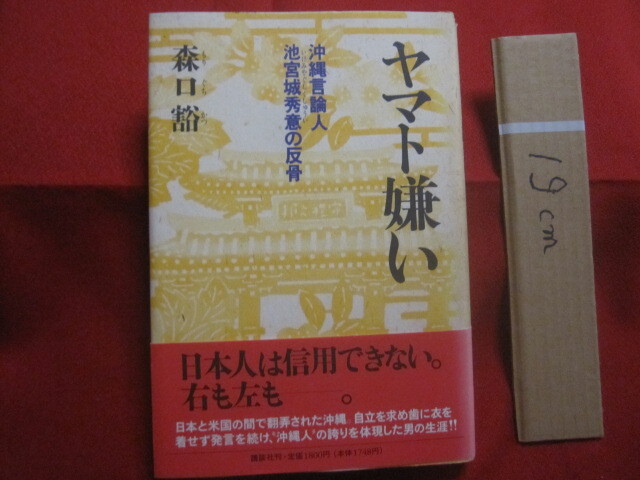 ヤマト嫌い
沖縄言論人
池宮城秀意の反骨
森口豁
守禮之邦
日本人は信用できない。
右も左も――。
日本と米国の間で翻弄された沖縄。自立を求め歯に衣を
着せず発言を続け、“沖縄人”の誇りを体現した男の生涯!!
講談社刊・定価1800円(本体1748円)
19cm